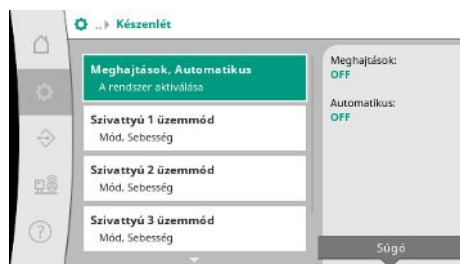 ..▸ Készenlét
Meghajtások, Automatikus
A rendszer aktiválása
Szivattyú 1 üzemmód
Mód, Sebesség
Szivattyú 2 üzemmód
Mód, Sebesség
Szivattyú 3 üzemmód
Mód, Sebesség
Meghajtások:
OFF
Automatikus:
OFF
Súgó
?